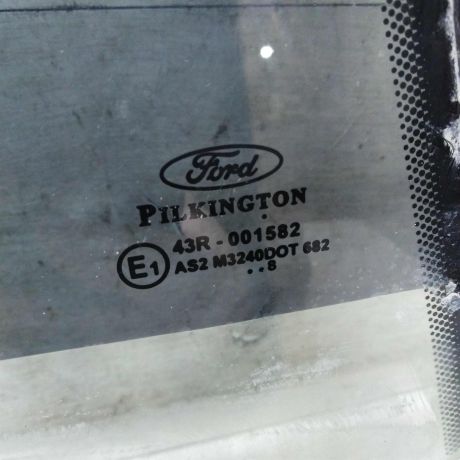 Ford
PILKINGTON
43R - 001582
E1 AS2 M3240DOT 682
. . 8